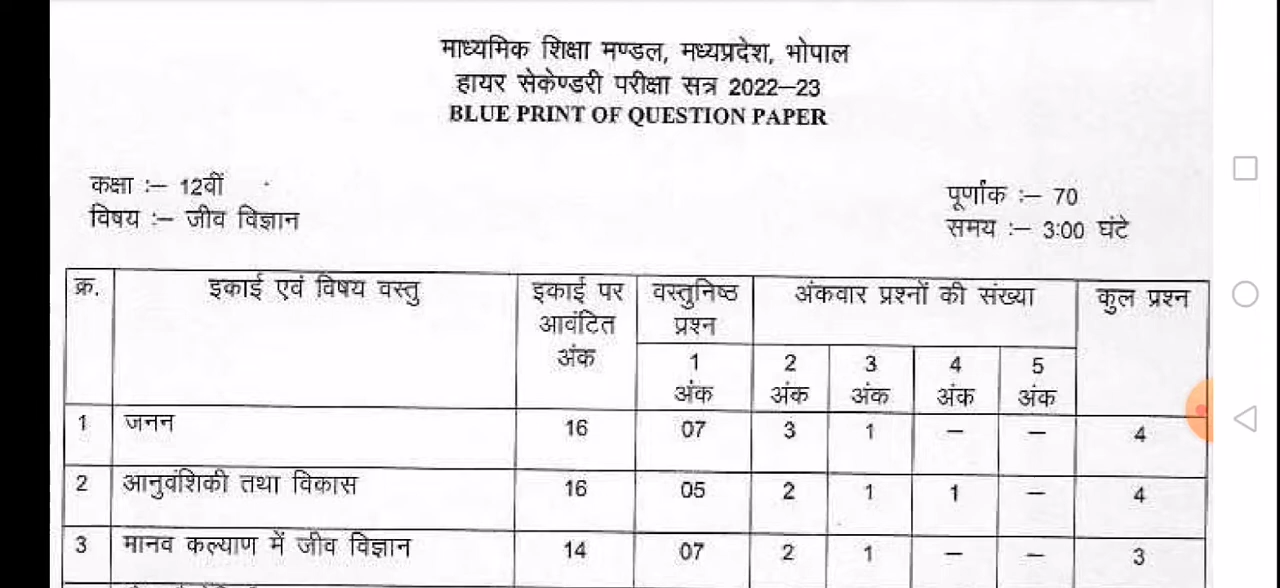 माध्यमिक शिक्षा मण्डल, मध्यप्रदेश, भोपाल
हायर सेकेण्डरी परीक्षा सत्र 2022–23
BLUE PRINT OF QUESTION PAPER
कक्षा :– 12वीं
पूर्णांक :– 70
विषय :– जीव विज्ञान
समय :– 3:00 घंटे
क्र. इकाई एवं विषय वस्तु इकाई पर आवंटित अंक वस्तुनिष्ठ प्रश्न अंकवार प्रश्नों की संख्या कुल प्रश्न
1 अंक 2 अंक 3 अंक 4 अंक 5 अंक
1 जनन 16 07 3 1 – – 4
2 आनुवंशिकी तथा विकास 16 05 2 1 1 – 4
3 मानव कल्याण में जीव विज्ञान 14 07 2 1 – – 3